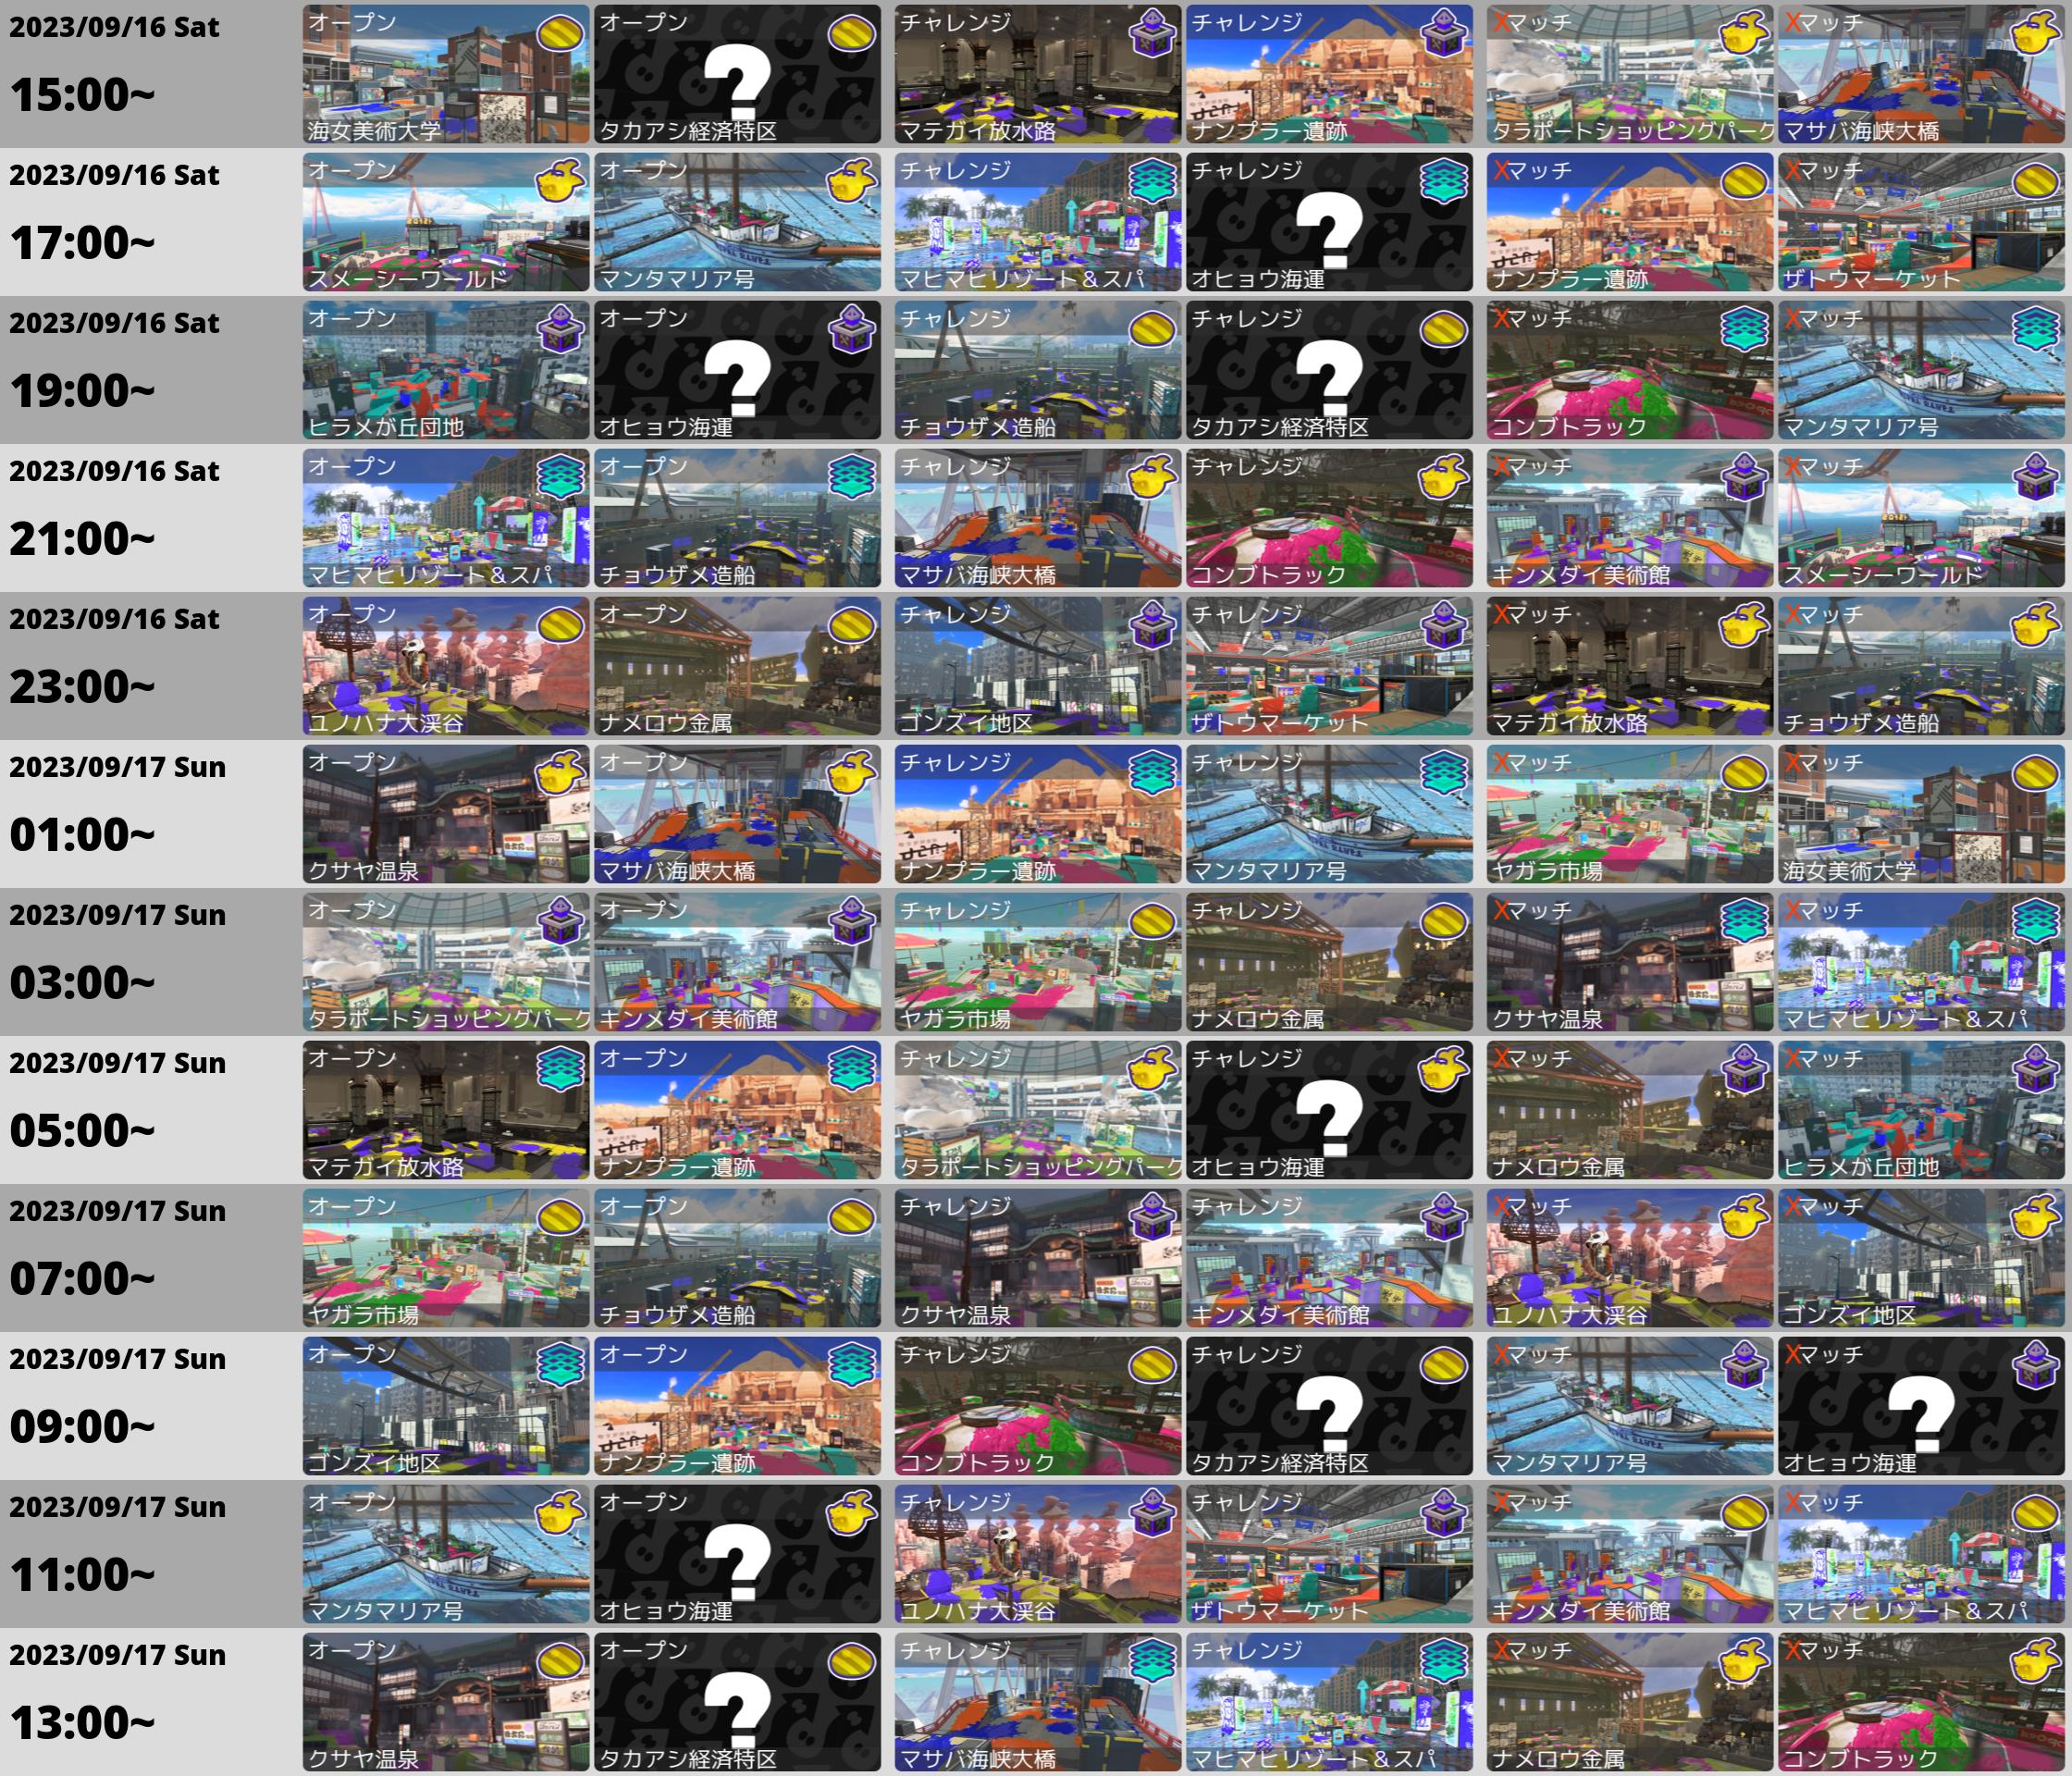 2023/09/16 Sat
15:00~
オープン
海女美術大学
オープン
タカアシ経済特区
チャレンジ
マテガイ放水路
チャレンジ
ナンプラー遺跡
Xマッチ
タラポートショッピングパーク
Xマッチ
マサバ海峡大橋
2023/09/16 Sat
17:00~
オープン
スメーシーワールド
オープン
マンタマリア号
チャレンジ
マヒマヒリゾート＆スパ
チャレンジ
オヒョウ海運
Xマッチ
ナンプラー遺跡
Xマッチ
ザトウマーケット
2023/09/16 Sat
19:00~
オープン
ヒラメが丘団地
オープン
オヒョウ海運
チャレンジ
チョウザメ造船
チャレンジ
タカアシ経済特区
Xマッチ
コンブトラック
Xマッチ
マンタマリア号
2023/09/16 Sat
21:00~
オープン
マヒマヒリゾート＆スパ
オープン
チョウザメ造船
チャレンジ
マサバ海峡大橋
チャレンジ
コンブトラック
Xマッチ
キンメダイ美術館
Xマッチ
スメーシーワールド
2023/09/16 Sat
23:00~
オープン
ユノハナ大渓谷
オープン
ナメロウ金属
チャレンジ
ゴンズイ地区
チャレンジ
ザトウマーケット
Xマッチ
マテガイ放水路
Xマッチ
チョウザメ造船
2023/09/17 Sun
01:00~
オープン
クサヤ温泉
オープン
マサバ海峡大橋
チャレンジ
ナンプラー遺跡
チャレンジ
マンタマリア号
Xマッチ
ヤガラ市場
Xマッチ
海女美術大学
2023/09/17 Sun
03:00~
オープン
タラポートショッピングパーク
オープン
キンメダイ美術館
チャレンジ
ヤガラ市場
チャレンジ
ナメロウ金属
Xマッチ
クサヤ温泉
Xマッチ
マヒマヒリゾート＆スパ
2023/09/17 Sun
05:00~
オープン
マテガイ放水路
オープン
ナンプラー遺跡
チャレンジ
タラポートショッピングパーク
チャレンジ
オヒョウ海運
Xマッチ
ナメロウ金属
Xマッチ
ヒラメが丘団地
2023/09/17 Sun
07:00~
オープン
ヤガラ市場
オープン
チョウザメ造船
チャレンジ
クサヤ温泉
チャレンジ
キンメダイ美術館
Xマッチ
ユノハナ大渓谷
Xマッチ
ゴンズイ地区
2023/09/17 Sun
09:00~
オープン
ゴンズイ地区
オープン
ナンプラー遺跡
チャレンジ
コンブトラック
チャレンジ
タカアシ経済特区
Xマッチ
マンタマリア号
Xマッチ
オヒョウ海運
2023/09/17 Sun
11:00~
オープン
マンタマリア号
オープン
オヒョウ海運
チャレンジ
ユノハナ大渓谷
チャレンジ
ザトウマーケット
Xマッチ
キンメダイ美術館
Xマッチ
マヒマヒリゾート＆スパ
2023/09/17 Sun
13:00~
オープン
クサヤ温泉
オープン
タカアシ経済特区
チャレンジ
マサバ海峡大橋
チャレンジ
マヒマヒリゾート＆スパ
Xマッチ
ナメロウ金属
Xマッチ
コンブトラック